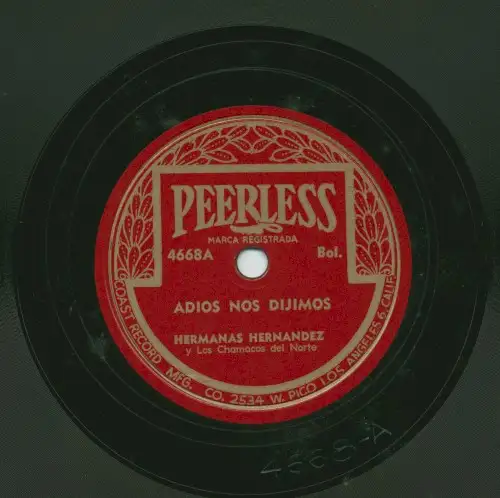 PEERLESS
MARCA REGISTRADA
4668A Bol.
ADIOS NOS DIJIMOS
HERMANAS HERNANDEZ
y Los Chamacos del Norte
COAST RECORD MFG. CO. 2534 W. PICO, LOS ANGELES 6, CALIF.
4668-A